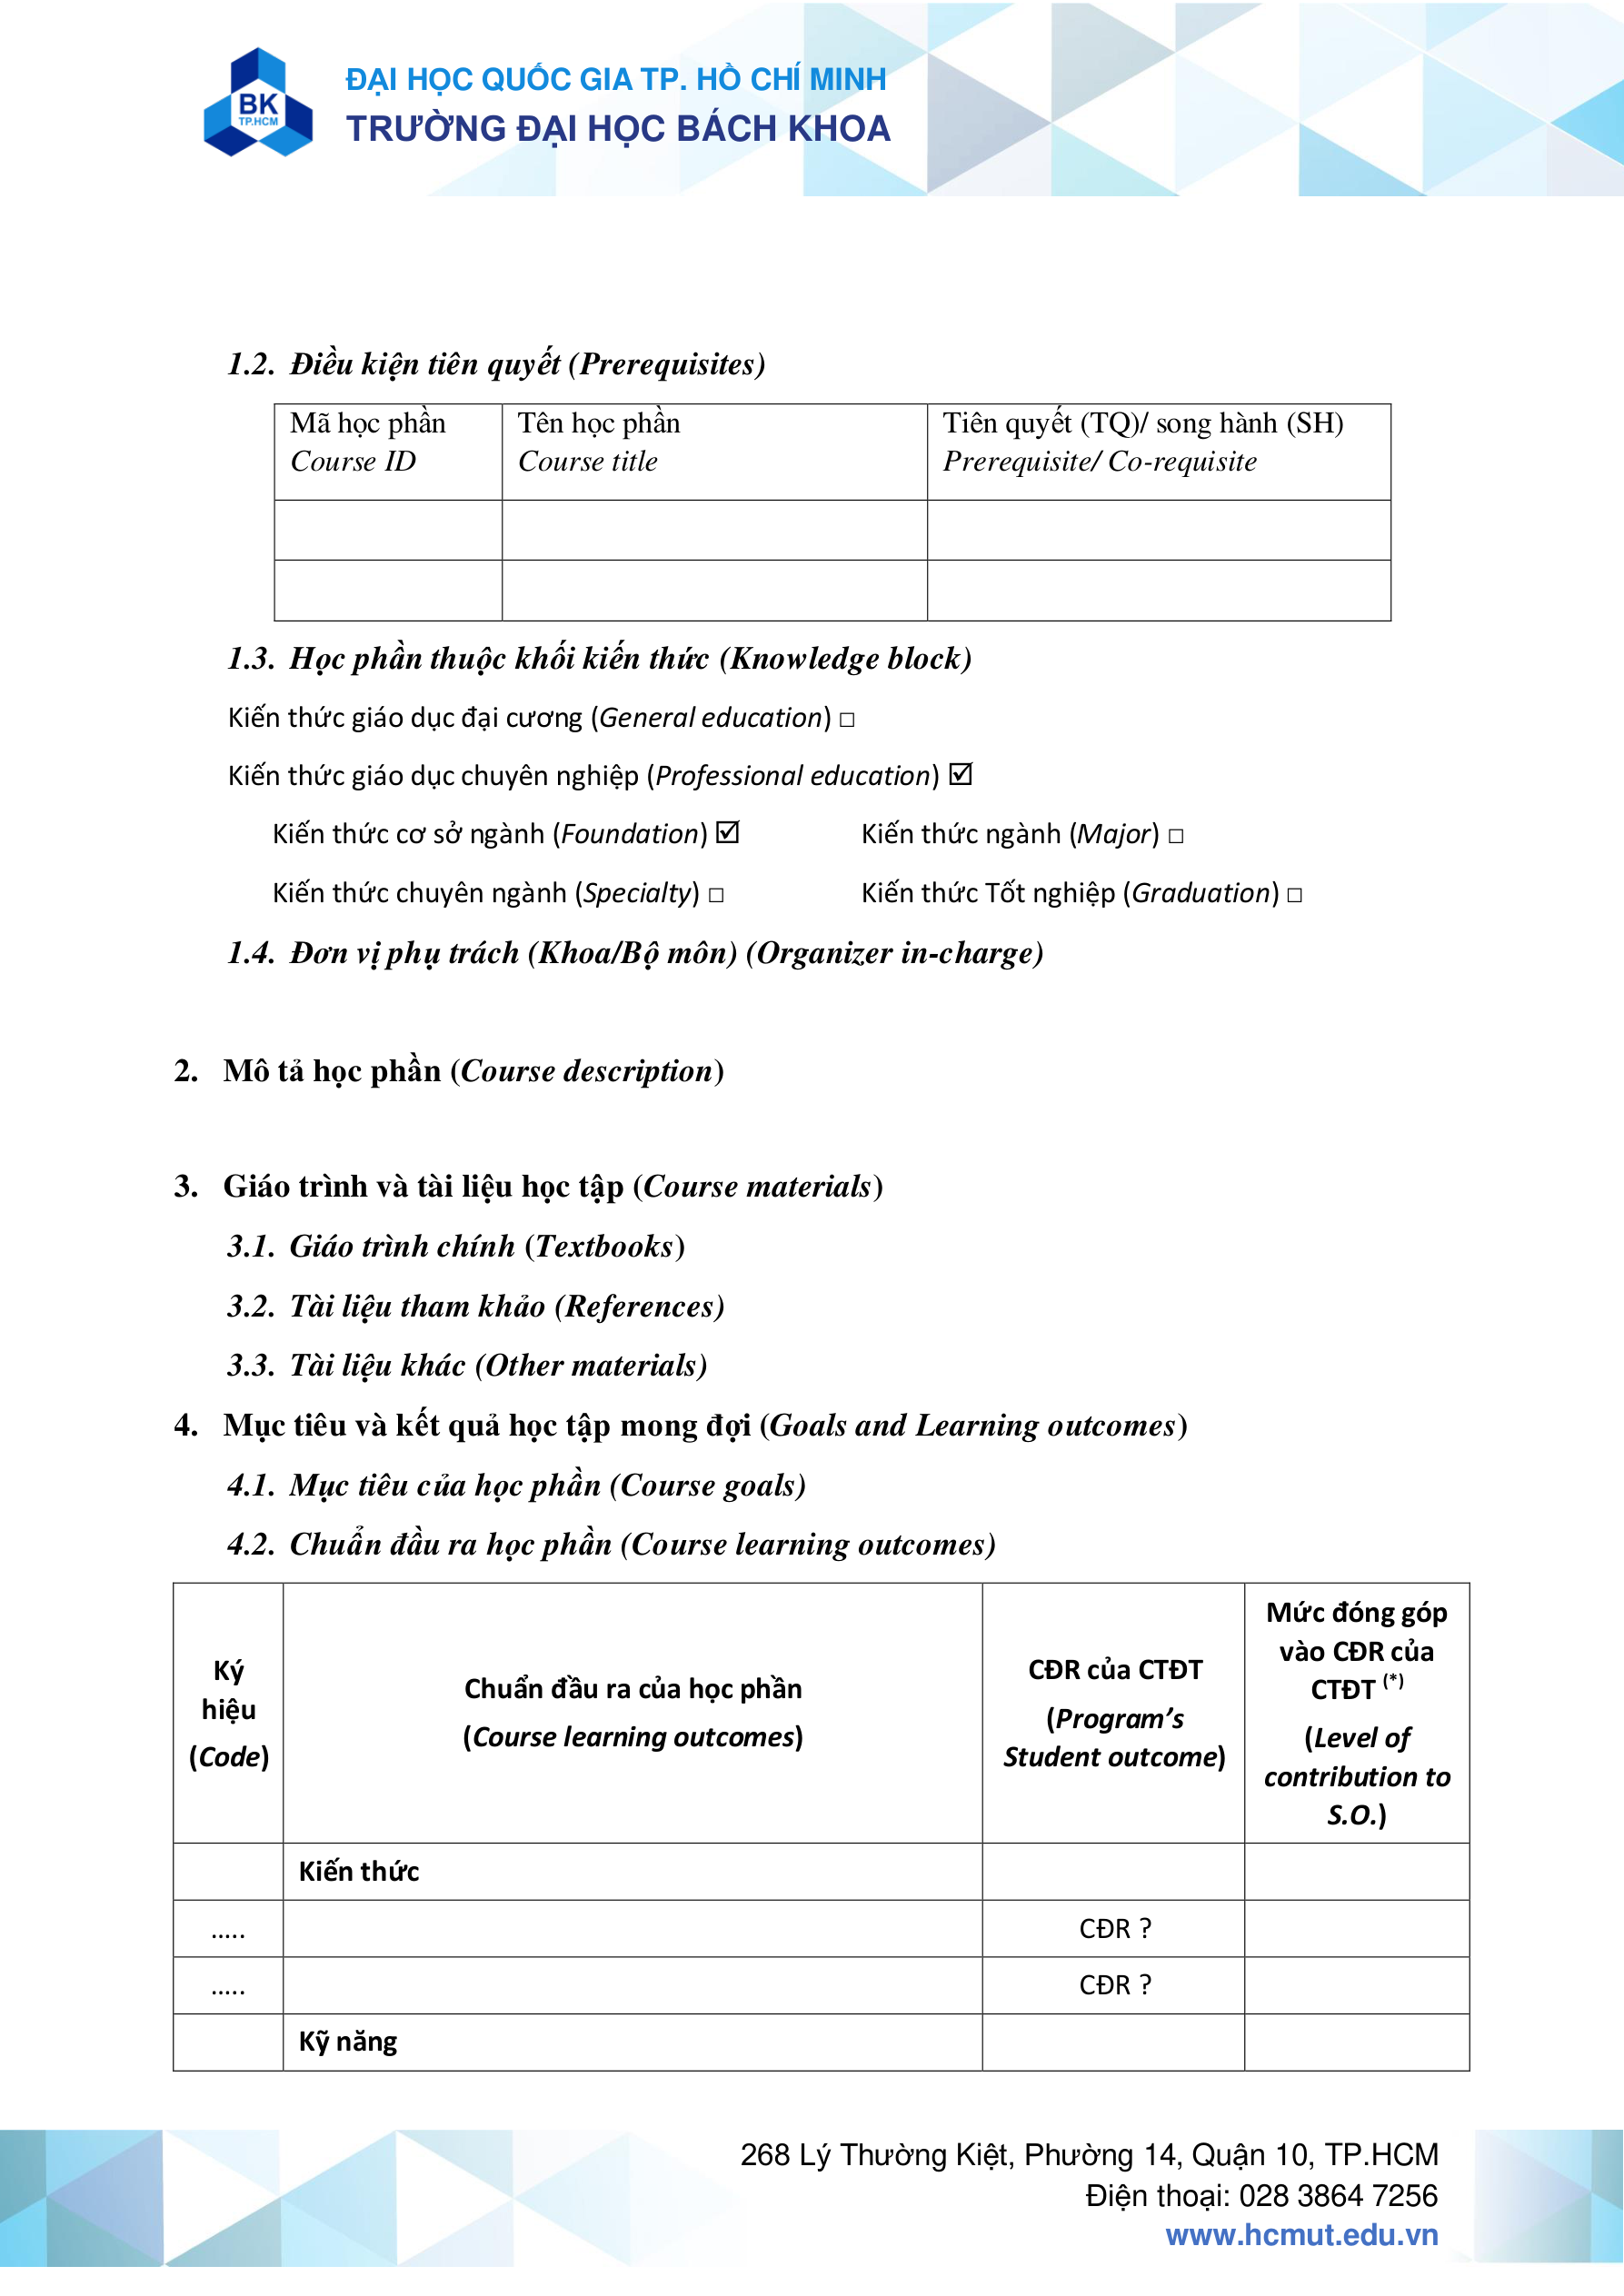 BK
TP.HCM
ĐẠI HỌC QUỐC GIA TP. HỒ CHÍ MINH
TRƯỜNG ĐẠI HỌC BÁCH KHOA
1.2. Điều kiện tiên quyết (Prerequisites)
Mã học phần
Course ID
Tên học phần
Course title
Tiên quyết (TQ)/ song hành (SH)
Prerequisite/ Co-requisite
1.3. Học phần thuộc khối kiến thức (Knowledge block)
Kiến thức giáo dục đại cương (General education) □
Kiến thức giáo dục chuyên nghiệp (Professional education) ☑
Kiến thức cơ sở ngành (Foundation) ☑ Kiến thức ngành (Major) □
Kiến thức chuyên ngành (Specialty) □ Kiến thức Tốt nghiệp (Graduation) □
1.4. Đơn vị phụ trách (Khoa/Bộ môn) (Organizer in-charge)
2. Mô tả học phần (Course description)
3. Giáo trình và tài liệu học tập (Course materials)
3.1. Giáo trình chính (Textbooks)
3.2. Tài liệu tham khảo (References)
3.3. Tài liệu khác (Other materials)
4. Mục tiêu và kết quả học tập mong đợi (Goals and Learning outcomes)
4.1. Mục tiêu của học phần (Course goals)
4.2. Chuẩn đầu ra học phần (Course learning outcomes)
Ký
hiệu
(Code)
Chuẩn đầu ra của học phần
(Course learning outcomes)
CĐR của CTĐT
(Program’s
Student outcome)
Mức đóng góp
vào CĐR của
CTĐT (*)
(Level of
contribution to
S.O.)
Kiến thức
..... CĐR ?
..... CĐR ?
Kỹ năng
268 Lý Thường Kiệt, Phường 14, Quận 10, TP.HCM
Điện thoại: 028 3864 7256
www.hcmut.edu.vn